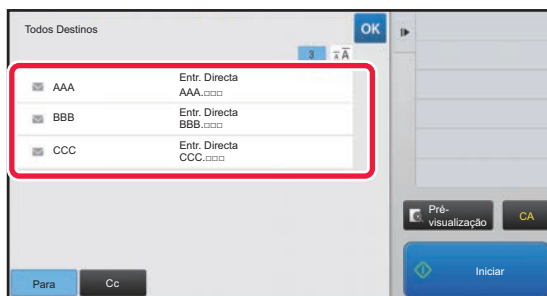 Todos Destinos
OK
3
AAA
Entr. Directa
AAA.□□□
BBB
Entr. Directa
BBB.□□□
CCC
Entr. Directa
CCC.□□□
Pré-
visualização
CA
Para
Cc
Iniciar